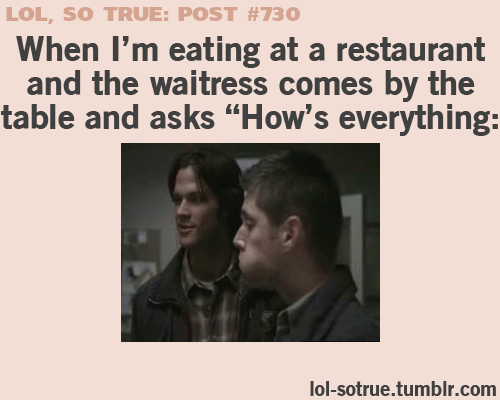 LOL, SO TRUE: POST #730
When I'm eating at a restaurant
and the waitress comes by the
table and asks “How's everything:
lol-sotrue.tumblr.com